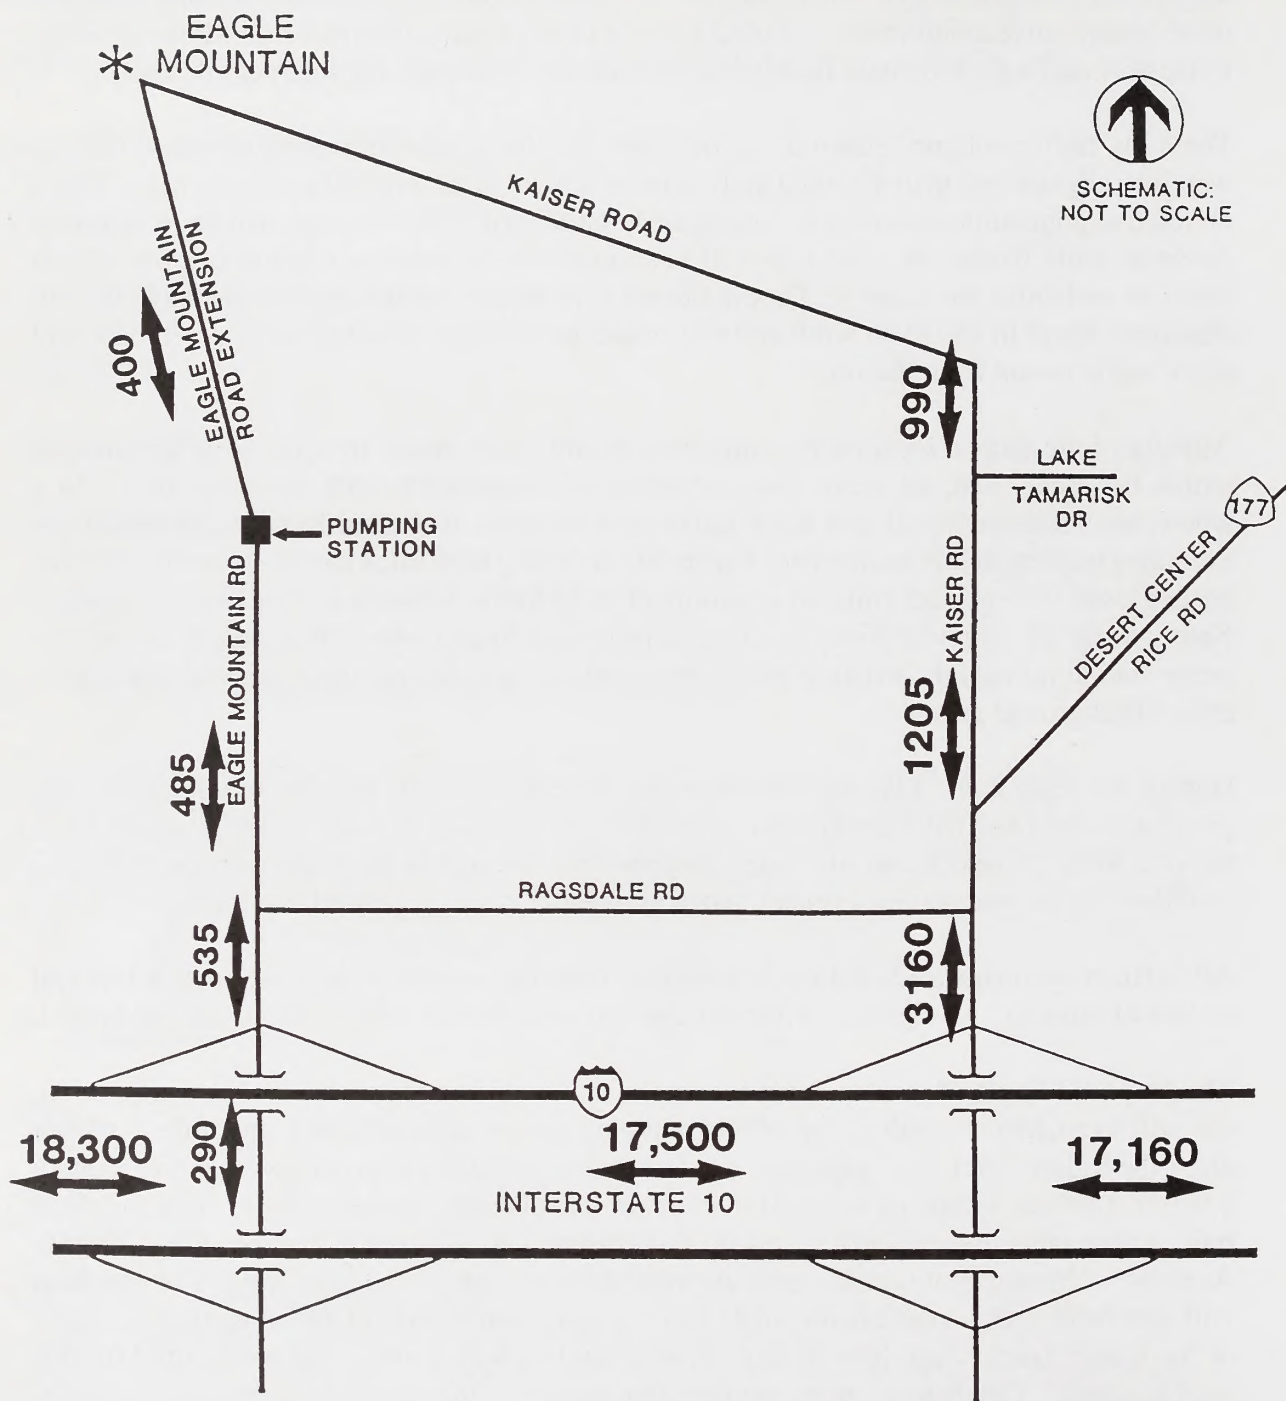 EAGLE
MOUNTAIN
SCHEMATIC:
NOT TO SCALE
KAISER ROAD
EAGLE MOUNTAIN
ROAD EXTENSION
400
990
LAKE
TAMARISK
DR
177
PUMPING
STATION
DESERT CENTER
RICE RD
KAISER RD
EAGLE MOUNTAIN RD
1205
485
RAGSDALE RD
535
3160
10
18,300
290
17,500
17,160
INTERSTATE 10